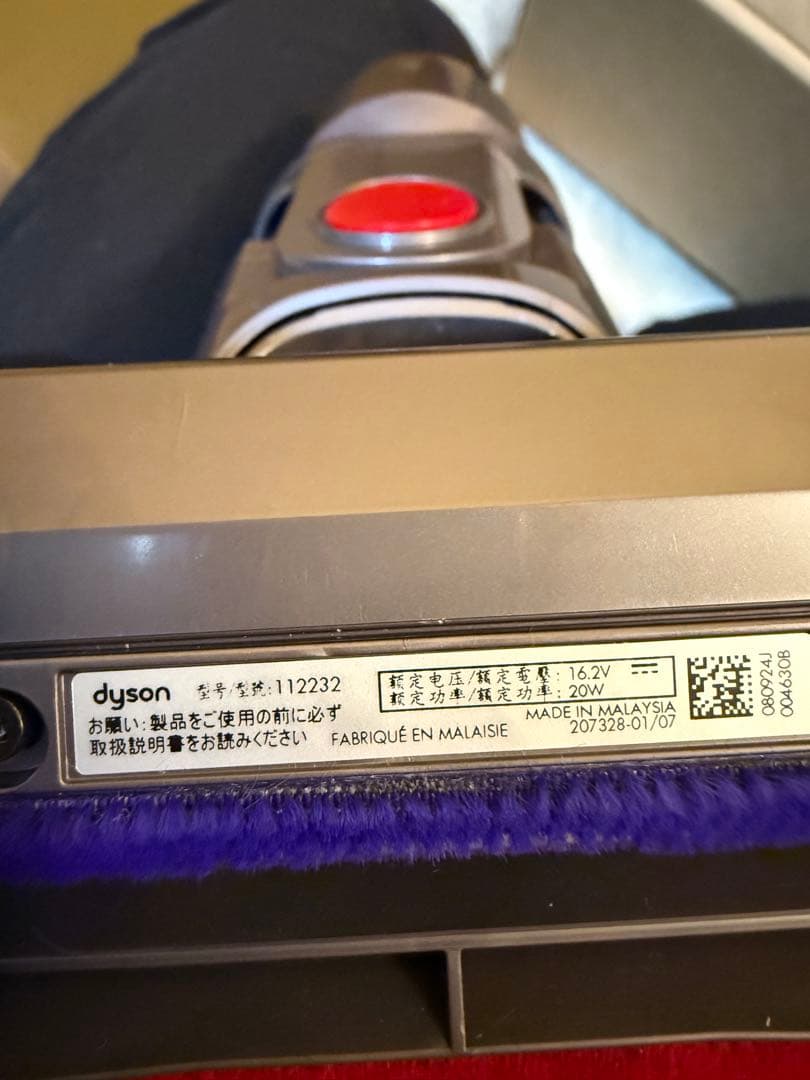 dyson 型号/型號:112232
お願い:製品をご使用の前に必ず
取扱説明書をお読みください
FABRIQUÉ EN MALAISIE
额定电压/額定電壓: 16.2V ⎓
额定功率/額定功率: 20W
MADE IN MALAYSIA
207328-01/07
080924J
004630B